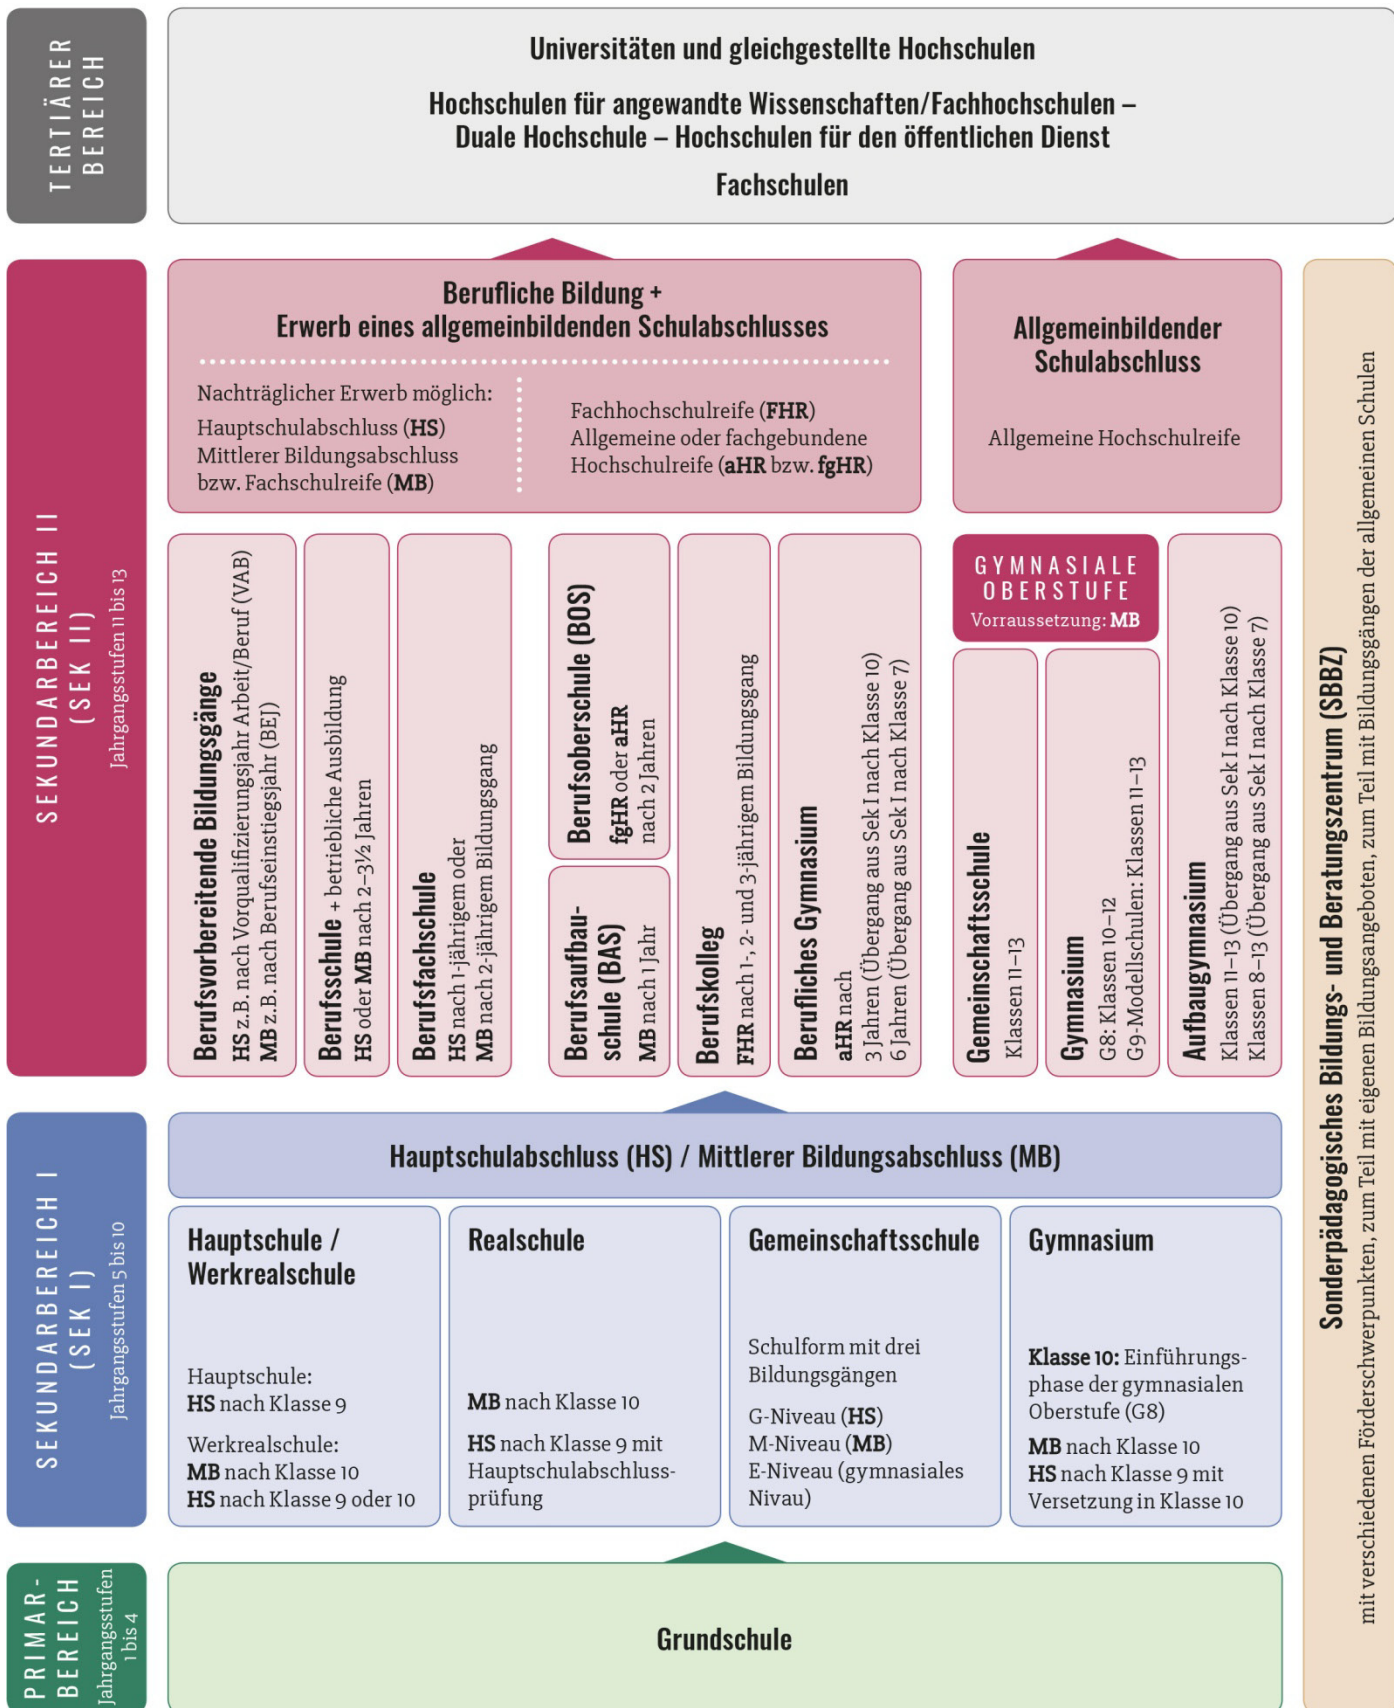 TERTIÄRER
BEREICH
Universitäten und gleichgestellte Hochschulen
Hochschulen für angewandte Wissenschaften/Fachhochschulen –
Duale Hochschule – Hochschulen für den öffentlichen Dienst
Fachschulen
SEKUNDARBEREICH II
(SEK II)
Jahrgangsstufen 11 bis 13
Berufliche Bildung +
Erwerb eines allgemeinbildenden Schulabschlusses
Nachträglicher Erwerb möglich:
Hauptschulabschluss (HS)
Mittlerer Bildungsabschluss
bzw. Fachschulreife (MB)
Fachhochschulreife (FHR)
Allgemeine oder fachgebundene
Hochschulreife (aHR bzw. fgHR)
Allgemeinbildender
Schulabschluss
Allgemeine Hochschulreife
Berufsvorbereitende Bildungsgänge
HS z.B. nach Vorqualifizierungsjahr Arbeit/Beruf (VAB)
MB z.B. nach Berufseinstiegsjahr (BEJ)
Berufsschule + betriebliche Ausbildung
HS oder MB nach 2–3½ Jahren
Berufsfachschule
HS nach 1-jährigem oder
MB nach 2-jährigem Bildungsgang
Berufsoberschule (BOS)
fgHR oder aHR
nach 2 Jahren
Berufsaufbau-
schule (BAS)
MB nach 1 Jahr
Berufskolleg
FHR nach 1-, 2- und 3-jährigem Bildungsgang
Berufliches Gymnasium
aHR nach
3 Jahren (Übergang aus Sek I nach Klasse 10)
6 Jahren (Übergang aus Sek I nach Klasse 7)
GYMNASIALE
OBERSTUFE
Vorraussetzung: MB
Gemeinschaftsschule
Klassen 11–13
Gymnasium
G8: Klassen 10–12
G9-Modellschulen: Klassen 11–13
Aufbaugymnasium
Klassen 11–13 (Übergang aus Sek I nach Klasse 10)
Klassen 8–13 (Übergang aus Sek I nach Klasse 7)
Sonderpädagogisches Bildungs- und Beratungszentrum (SBBZ)
mit verschiedenen Förderschwerpunkten, zum Teil mit eigenen Bildungsangeboten, zum Teil mit Bildungsgängen der allgemeinen Schulen
SEKUNDARBEREICH I
(SEK I)
Jahrgangsstufen 5 bis 10
Hauptschulabschluss (HS) / Mittlerer Bildungsabschluss (MB)
Hauptschule /
Werkrealschule
Hauptschule:
HS nach Klasse 9
Werkrealschule:
MB nach Klasse 10
HS nach Klasse 9 oder 10
Realschule
MB nach Klasse 10
HS nach Klasse 9 mit
Hauptschulabschluss-
prüfung
Gemeinschaftsschule
Schulform mit drei
Bildungsgängen
G-Niveau (HS)
M-Niveau (MB)
E-Niveau (gymnasiales
Nivau)
Gymnasium
Klasse 10: Einführungs-
phase der gymnasialen
Oberstufe (G8)
MB nach Klasse 10
HS nach Klasse 9 mit
Versetzung in Klasse 10
PRIMAR-
BEREICH
Jahrgangsstufen
1 bis 4
Grundschule